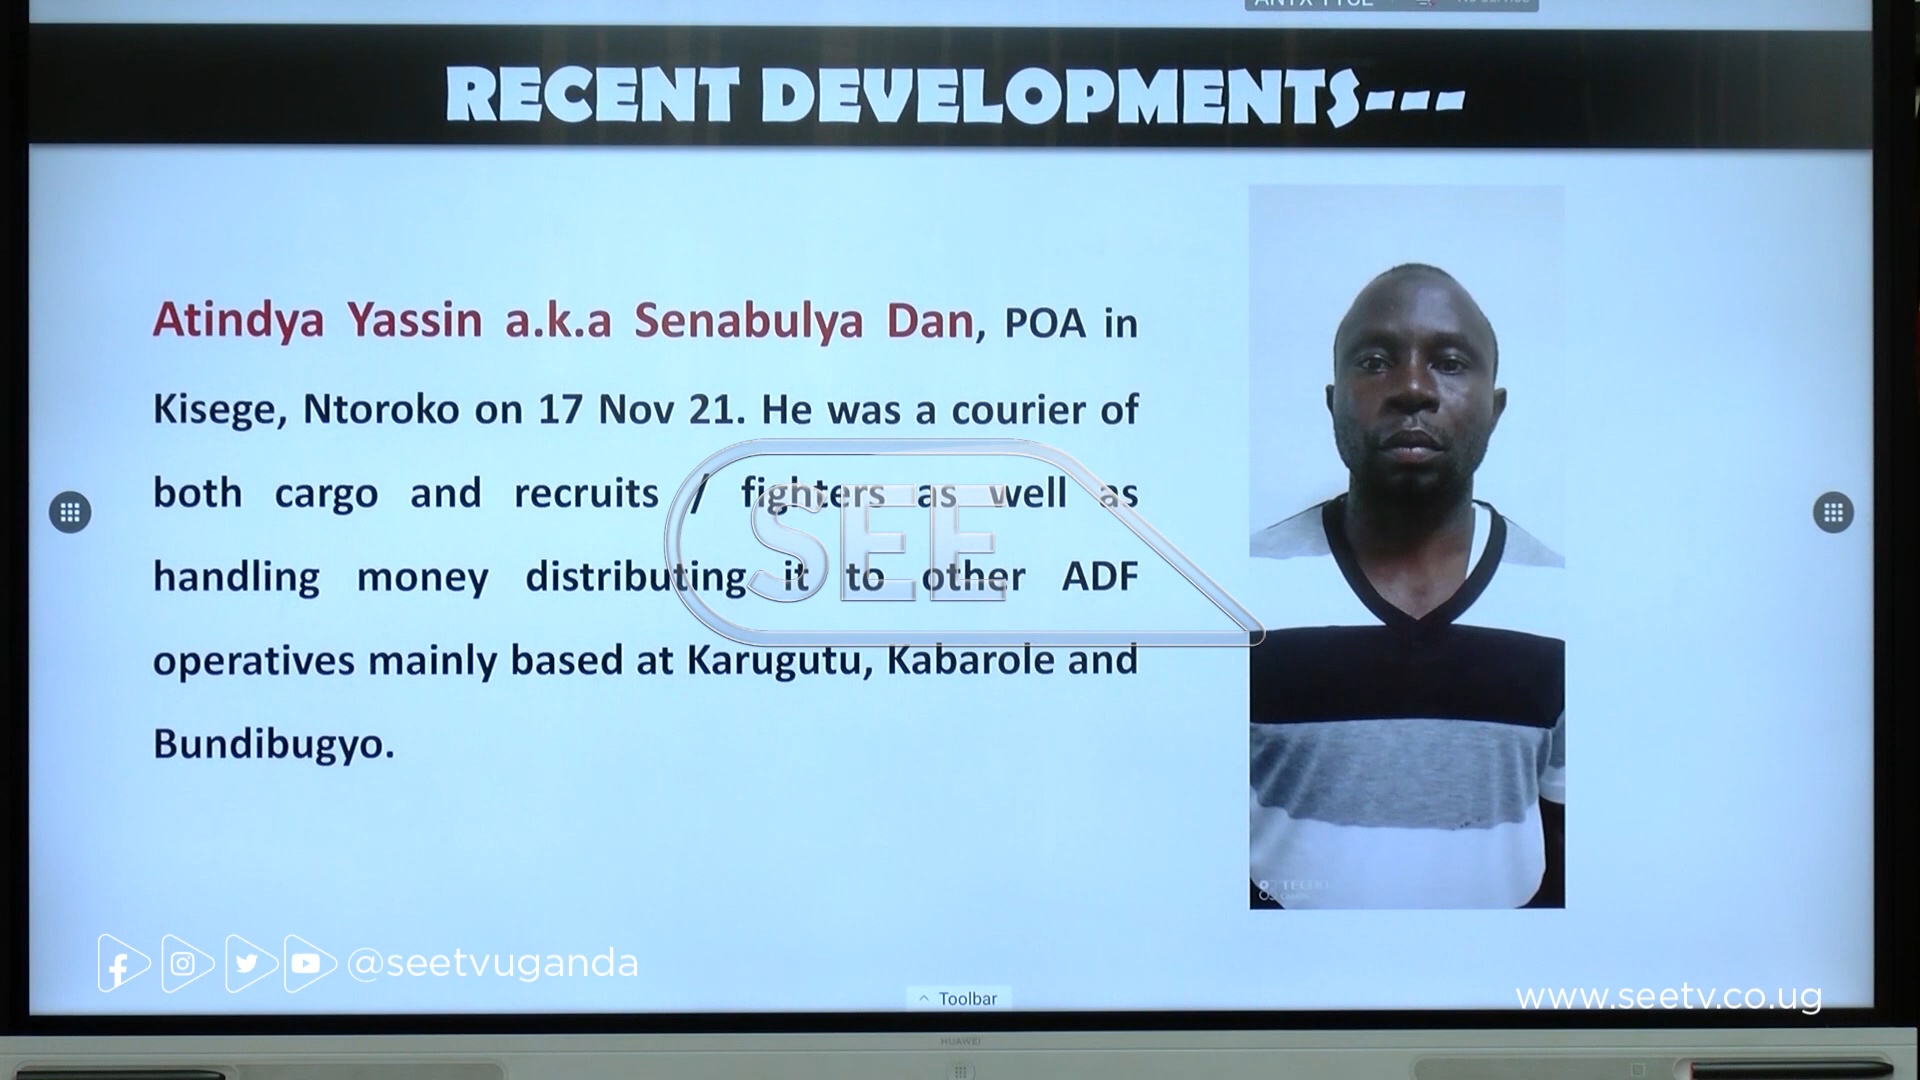 RECENT DEVELOPMENTS---
Atindya Yassin a.k.a Senabulya Dan, POA in
Kisege, Ntoroko on 17 Nov 21. He was a courier of
both cargo and recruits / fighters as well as
handling money distributing it to other ADF
operatives mainly based at Karugutu, Kabarole and
Bundibugyo.
SEE
TECNO
@seetvuganda
Toolbar
www.seetv.co.ug
HUAWEI